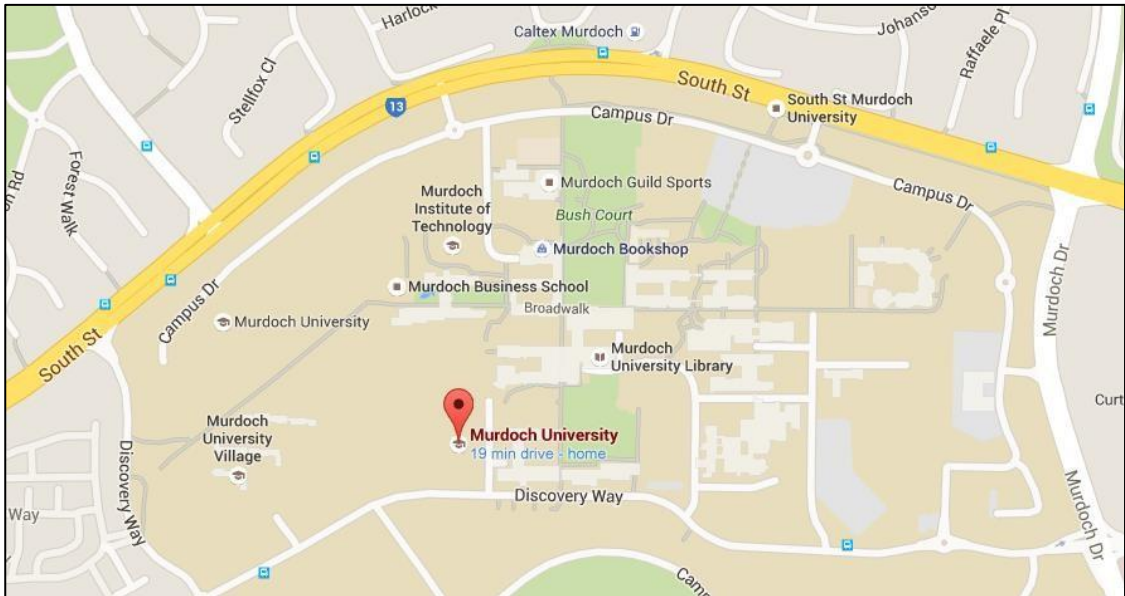 Harlock
Caltex Murdoch
Johanson
Raffaele Pl
Stellfox Cl
13
South St
South St Murdoch
University
Campus Dr
on Rd
Forest Walk
Murdoch
Institute of
Technology
Murdoch Guild Sports
Campus Dr
Bush Court
Murdoch Bookshop
Murdoch Dr
Campus Dr
Murdoch Business School
Broadwalk
Murdoch University
South St
Murdoch
University Library
Curt
Murdoch
University
Village
Murdoch University
19 min drive - home
Discovery Way
Discovery Way
Murdoch Dr
Way
Camp